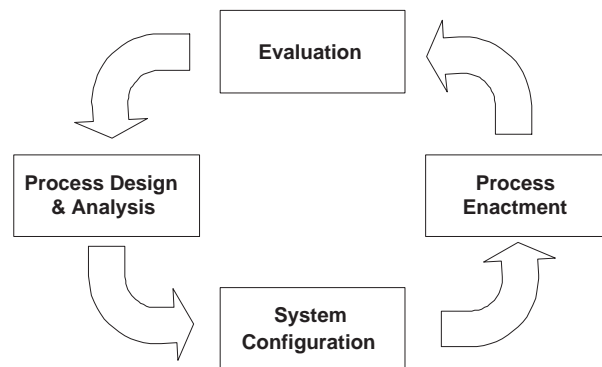 Evaluation
Process Design
& Analysis
Process
Enactment
System
Configuration